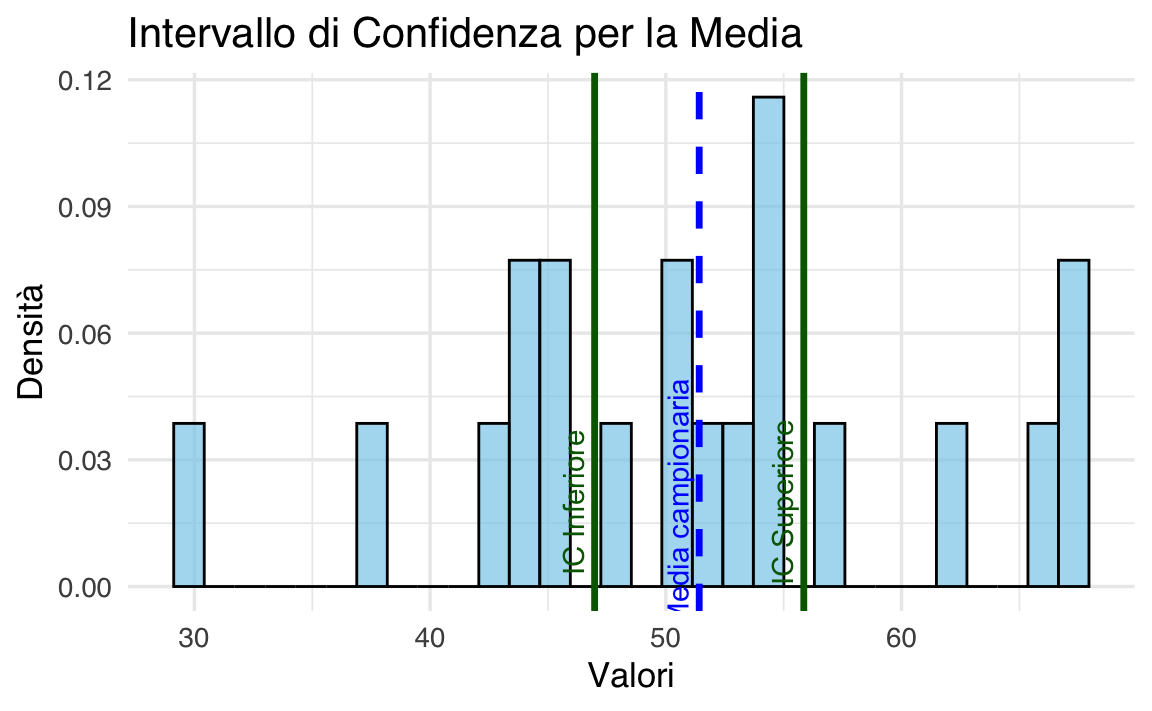 Intervallo di Confidenza per la Media
0.12
0.09
0.06
0.03
0.00
Densità
IC Inferiore
Media campionaria
IC Superiore
30
40
50
60
Valori